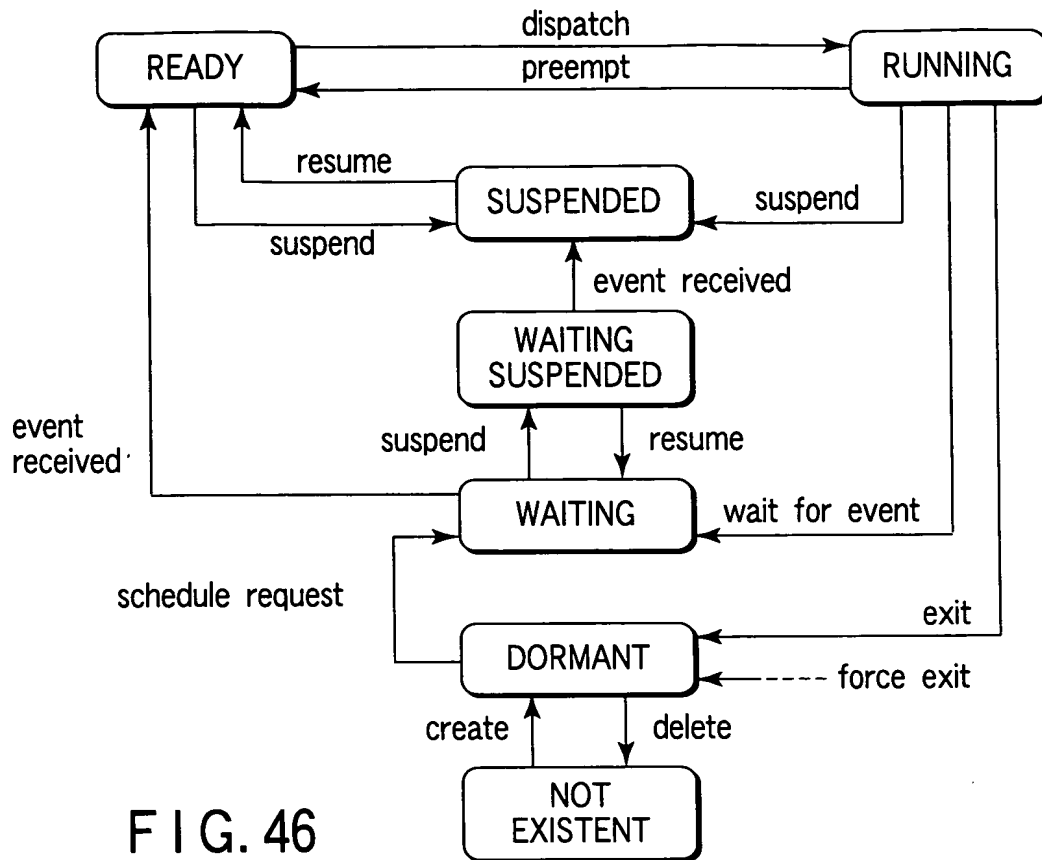 dispatch
READY
preempt
RUNNING
resume
SUSPENDED
suspend
suspend
event received
WAITING
SUSPENDED
event
received
suspend
resume
WAITING
wait for event
schedule request
exit
DORMANT
force exit
create
delete
NOT
EXISTENT
FIG. 46